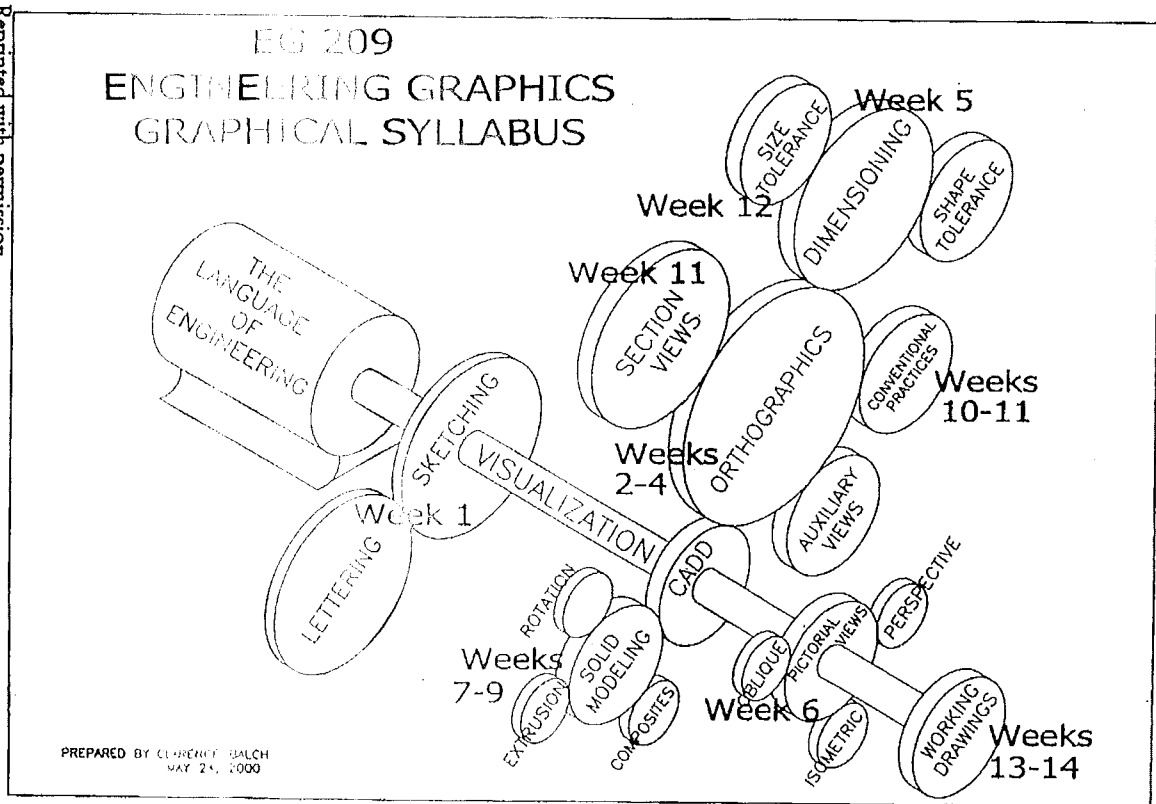 Reprinted with permission
EG 209
ENGINEERING GRAPHICS
GRAPHICAL SYLLABUS
Week 5
SIZE
TOLERANCE
DIMENSIONING
SHAPE
TOLERANCE
Week 12
Week 11
SECTION
VIEWS
THE
LANGUAGE
OF
ENGINEERING
ORTHOGRAPHICS
CONVENTIONAL
PRACTICES
Weeks
10-11
SKETCHING
Weeks
2-4
VISUALIZATION
AUXILIARY
VIEWS
Week 1
LETTERING
CADD
ROTATION
PERSPECTIVE
PICTORIAL
VIEWS
OBLIQUE
Weeks
7-9
SOLID
MODELING
EXTRUSION
COMPOSITES
Week 6
ISOMETRIC
WORKING
DRAWINGS
Weeks
13-14
PREPARED BY CLARENCE BALCH
MAY 24, 2000